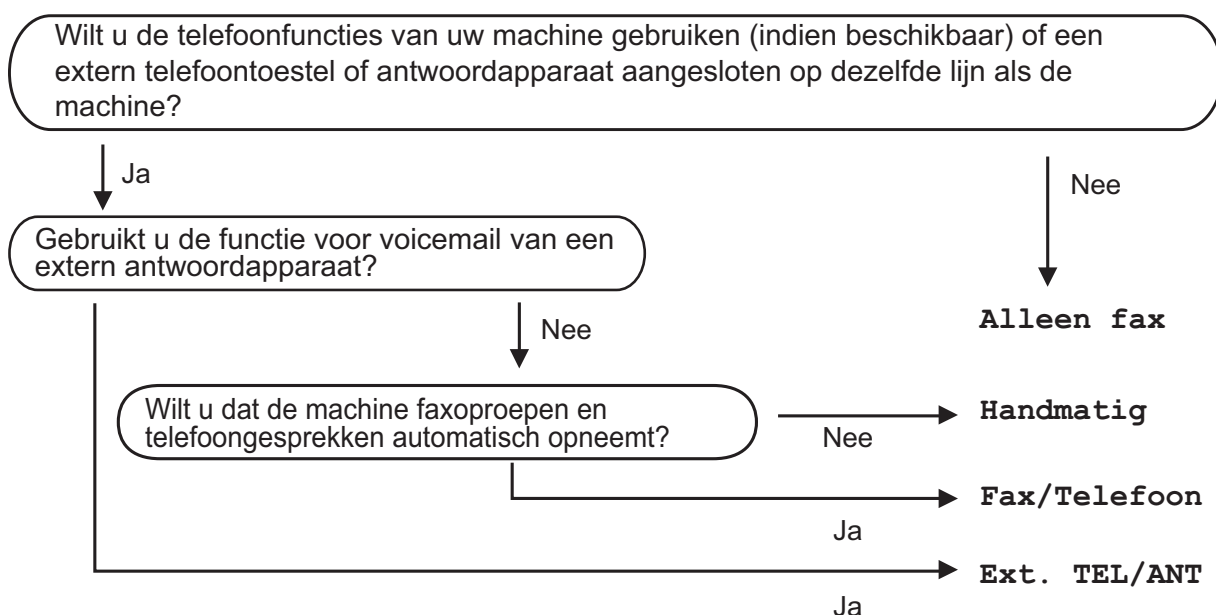 Wilt u de telefoonfuncties van uw machine gebruiken (indien beschikbaar) of een
extern telefoontoestel of antwoordapparaat aangesloten op dezelfde lijn als de
machine?
Ja
Nee
Gebruikt u de functie voor voicemail van een
extern antwoordapparaat?
Nee
Alleen fax
Wilt u dat de machine faxoproepen en
telefoongesprekken automatisch opneemt?
Nee
Handmatig
Ja
Fax/Telefoon
Ja
Ext. TEL/ANT